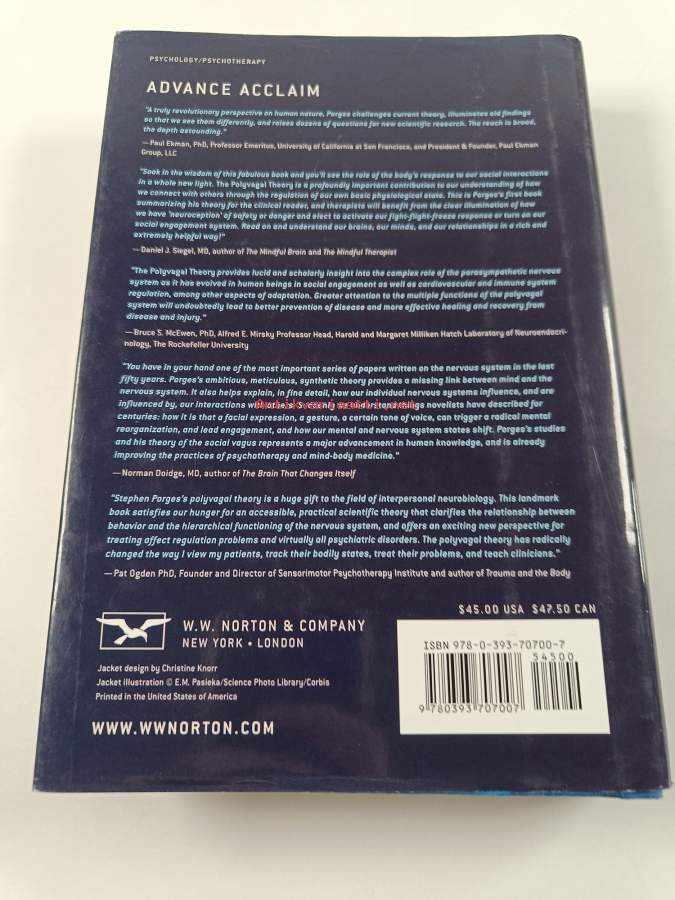 PSYCHOLOGY/PSYCHOTHERAPY
ADVANCE ACCLAIM
"A truly revolutionary perspective on human nature, Porges challenges current theory, illuminates old findings
so that we see them differently, and raises dozens of questions for new scientific research. The reach is broad,
the depth astounding."
—Paul Ekman, PhD, Professor Emeritus, University of California at San Francisco, and President & Founder, Paul Ekman
Group, LLC
"Soak in the wisdom of this fabulous book and you'll see the role of the body's response to our social interactions
in a whole new light. The Polyvagal Theory is a profoundly important contribution to our understanding of how
we connect with others through the regulation of our own basic physiological state. This is Porges's first book
summarizing his theory for the clinical reader, and therapists will benefit from the clear illumination of how
we have 'neuroception' of safety or danger and elect to activate our fight-flight-freeze response or turn on our
social engagement system. Read on and understand our brains, our minds, and our relationships in a rich and
extremely helpful way!"
—Daniel J. Siegel, MD, author of The Mindful Brain and The Mindful Therapist
"The Polyvagal Theory provides lucid and scholarly insight into the complex role of the parasympathetic nervous
system as it has evolved in human beings in social engagement as well as cardiovascular and immune system
regulation, among other aspects of adaptation. Greater attention to the multiple functions of the polyvagal
system will undoubtedly lead to better prevention of disease and more effective healing and recovery from
disease and injury."
—Bruce S. McEwen, PhD, Alfred E. Mirsky Professor Head, Harold and Margaret Milliken Hatch Laboratory of Neuroendocri-
nology, The Rockefeller University
"You have in your hand one of the most important series of papers written on the nervous system in the last
fifty years. Porges's ambitious, meticulous, synthetic theory provides a missing link between mind and the
nervous system. It also helps explain, in fine detail, how our individual nervous systems influence, and are
influenced by, our interactions with others understandings novelists have described for
centuries: how it is that a facial expression, a gesture, a certain tone of voice, can trigger a radical mental
reorganization, and lead engagement, and how our mental and nervous system states shift. Porges's studies
and his theory of the social vagus represents a major advancement in human knowledge, and is already
improving the practices of psychotherapy and mind-body medicine."
—Norman Doidge, MD, author of The Brain That Changes Itself
"Stephen Porges's polyvagal theory is a huge gift to the field of interpersonal neurobiology. This landmark
book satisfies our hunger for an accessible, practical scientific theory that clarifies the relationship between
behavior and the hierarchical functioning of the nervous system, and offers an exciting new perspective for
treating affect regulation problems and virtually all psychiatric disorders. The polyvagal theory has radically
changed the way I view my patients, track their bodily states, treat their problems, and teach clinicians."
—Pat Ogden PhD, Founder and Director of Sensorimotor Psychotherapy Institute and author of Trauma and the Body
$45.00 USA $47.50 CAN
W.W. NORTON & COMPANY
NEW YORK • LONDON
ISBN 978-0-393-70700-7
54500
9 780393 707007
Jacket design by Christine Knorr
Jacket illustration © E.M. Pasieka/Science Photo Library/Corbis
Printed in the United States of America
WWW.WWNORTON.COM